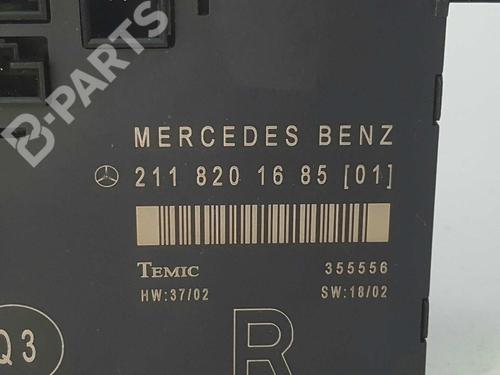 B-PARTS
MERCEDES BENZ
211 820 16 85 [01]
TEMIC 355556
HW:37/02 SW:18/02
Q3
R